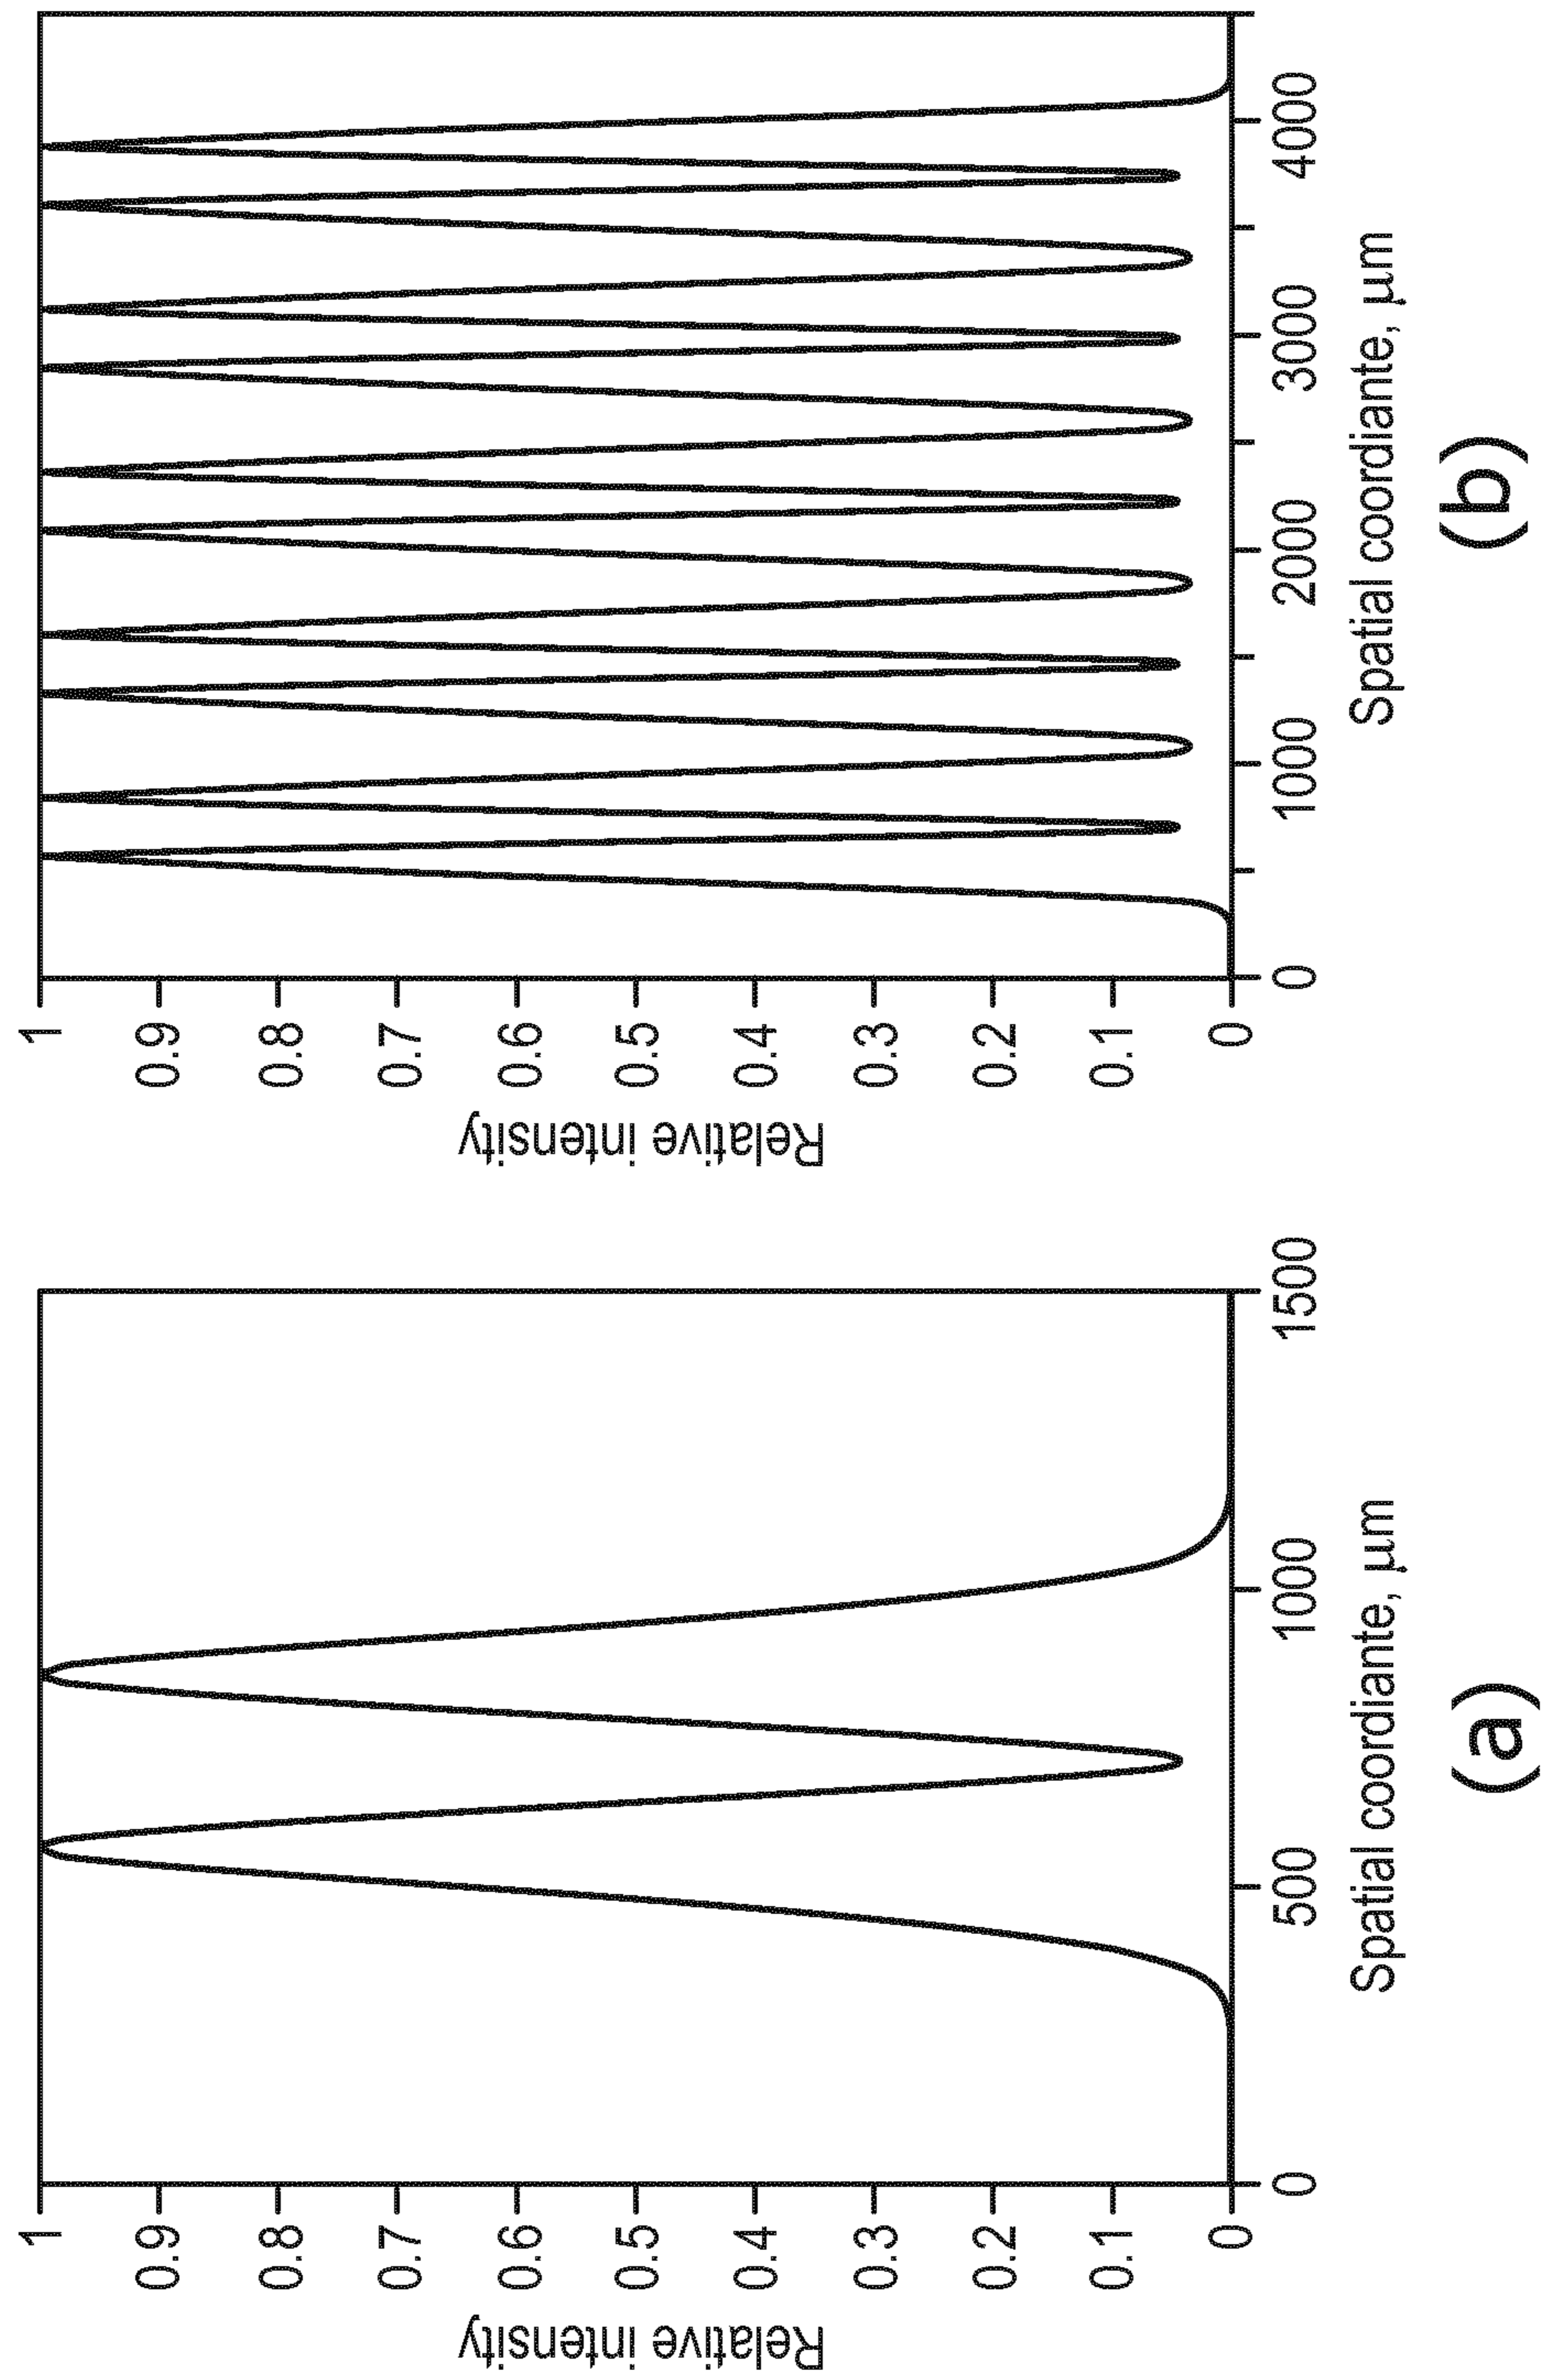 Relative intensity
1
0.9
0.8
0.7
0.6
0.5
0.4
0.3
0.2
0.1
0
0 500 1000 1500
Spatial coordiante, μm
(a)
Relative intensity
1
0.9
0.8
0.7
0.6
0.5
0.4
0.3
0.2
0.1
0
0 1000 2000 3000 4000
Spatial coordiante, μm
(b)